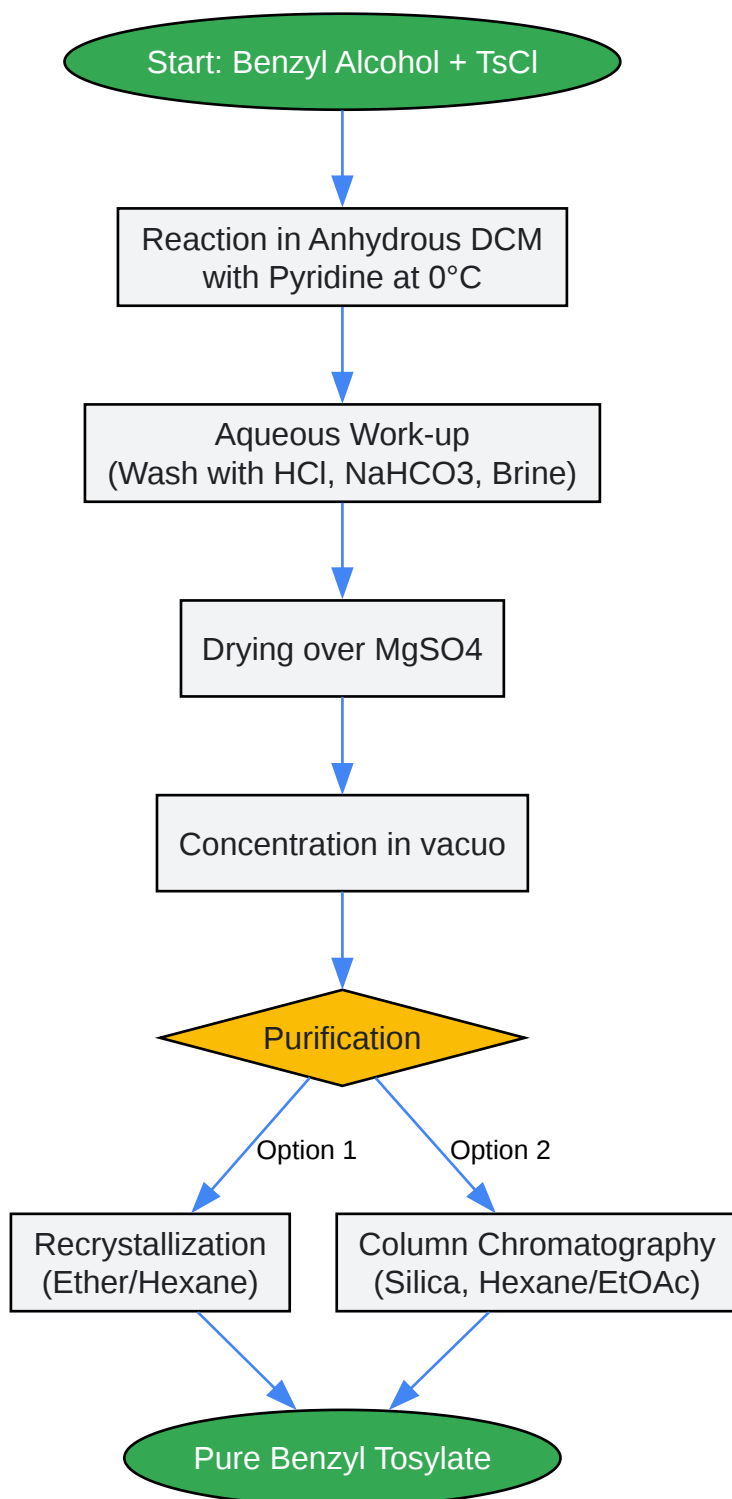 Start: Benzyl Alcohol + TsCl
Reaction in Anhydrous DCM
with Pyridine at 0°C
Aqueous Work-up
(Wash with HCl, NaHCO3, Brine)
Drying over MgSO4
Concentration in vacuo
Purification
Option 1
Option 2
Recrystallization
(Ether/Hexane)
Column Chromatography
(Silica, Hexane/EtOAc)
Pure Benzyl Tosylate